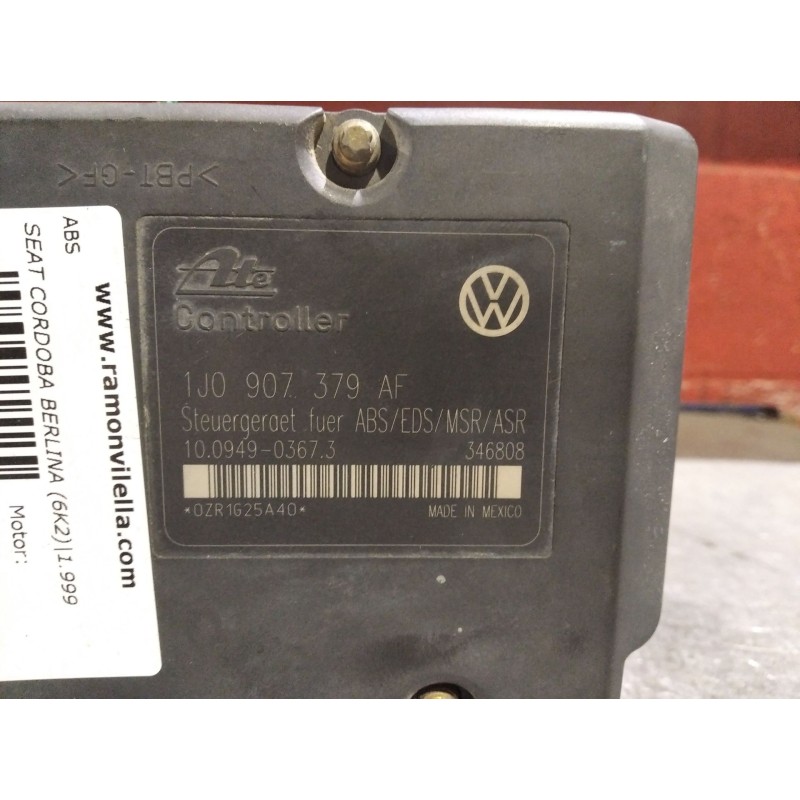 >PBT-GF<
Ate
Controller
1J0 907 379 AF
Steuergeraet fuer ABS/EDS/MSR/ASR
10.0949-0367.3 346808
*0ZR1G25A40*
MADE IN MEXICO
www.ramonvilella.com
ABS
SEAT CORDOBA BERLINA (6K2)|1.999
Motor: